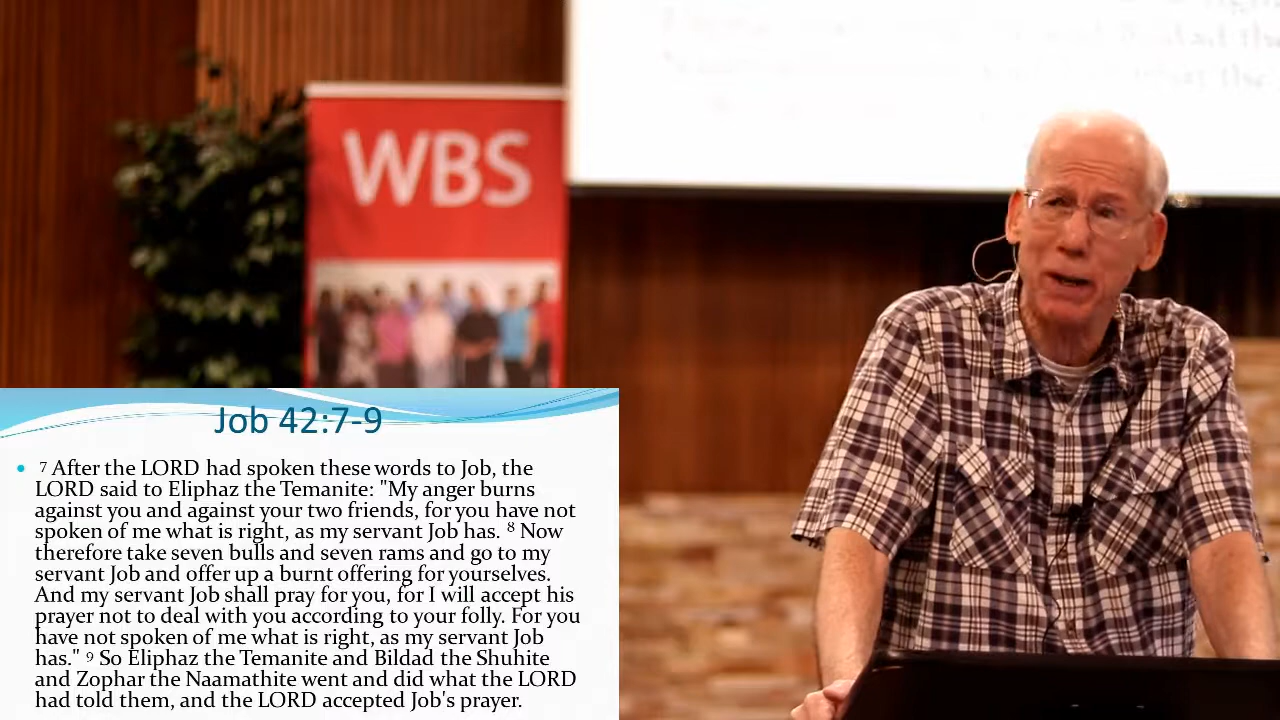 WBS
Job 42:7-9
• ⁷ After the LORD had spoken these words to Job, the
LORD said to Eliphaz the Temanite: "My anger burns
against you and against your two friends, for you have not
spoken of me what is right, as my servant Job has. ⁸ Now
therefore take seven bulls and seven rams and go to my
servant Job and offer up a burnt offering for yourselves.
And my servant Job shall pray for you, for I will accept his
prayer not to deal with you according to your folly. For you
have not spoken of me what is right, as my servant Job
has." ⁹ So Eliphaz the Temanite and Bildad the Shuhite
and Zophar the Naamathite went and did what the LORD
had told them, and the LORD accepted Job's prayer.